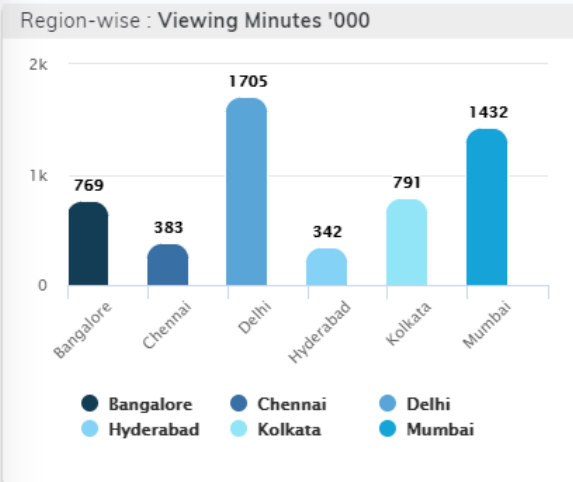 Region-wise : Viewing Minutes '000
2k
1705
1432
1k
769
791
383
342
0
Bangalore
Chennai
Delhi
Hyderabad
Kolkata
Mumbai
Bangalore Chennai Delhi
Hyderabad Kolkata Mumbai